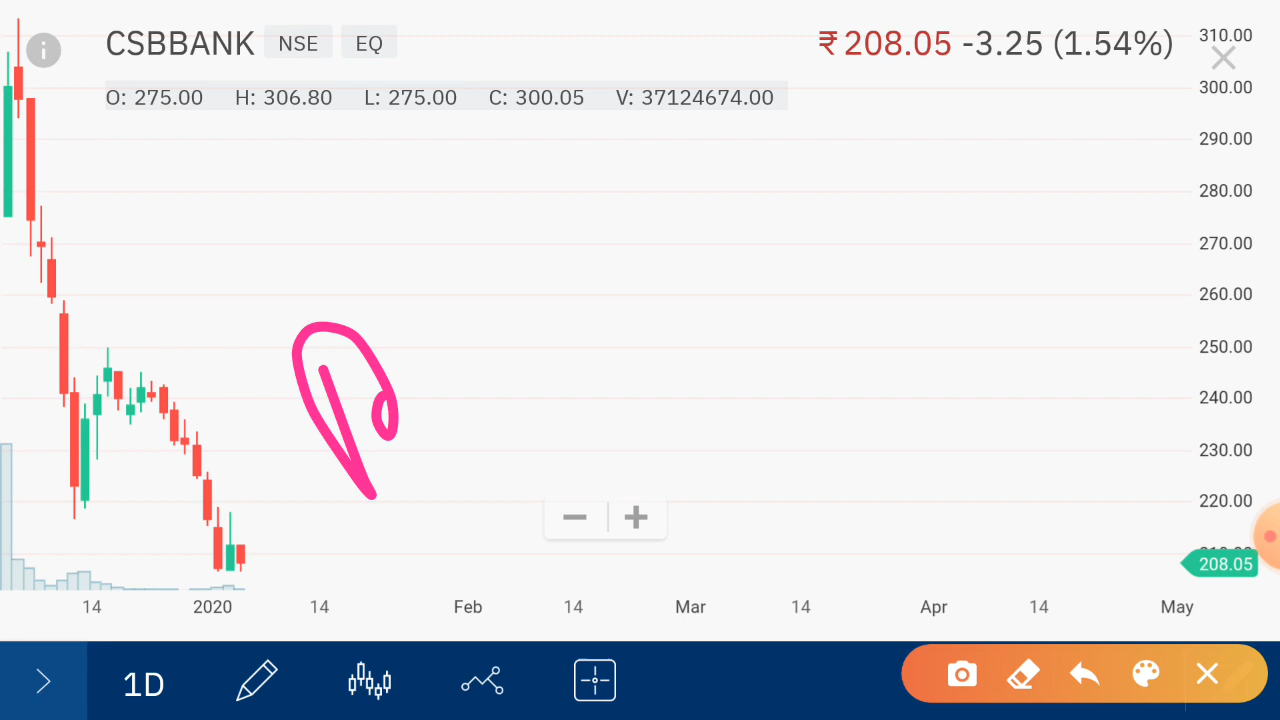 CSBBANK NSE EQ
₹ 208.05 -3.25 (1.54%)
O: 275.00 H: 306.80 L: 275.00 C: 300.05 V: 37124674.00
310.00
300.00
290.00
280.00
270.00
260.00
250.00
240.00
230.00
220.00
208.05
14 2020 14 Feb 14 Mar 14 Apr 14 May
1D